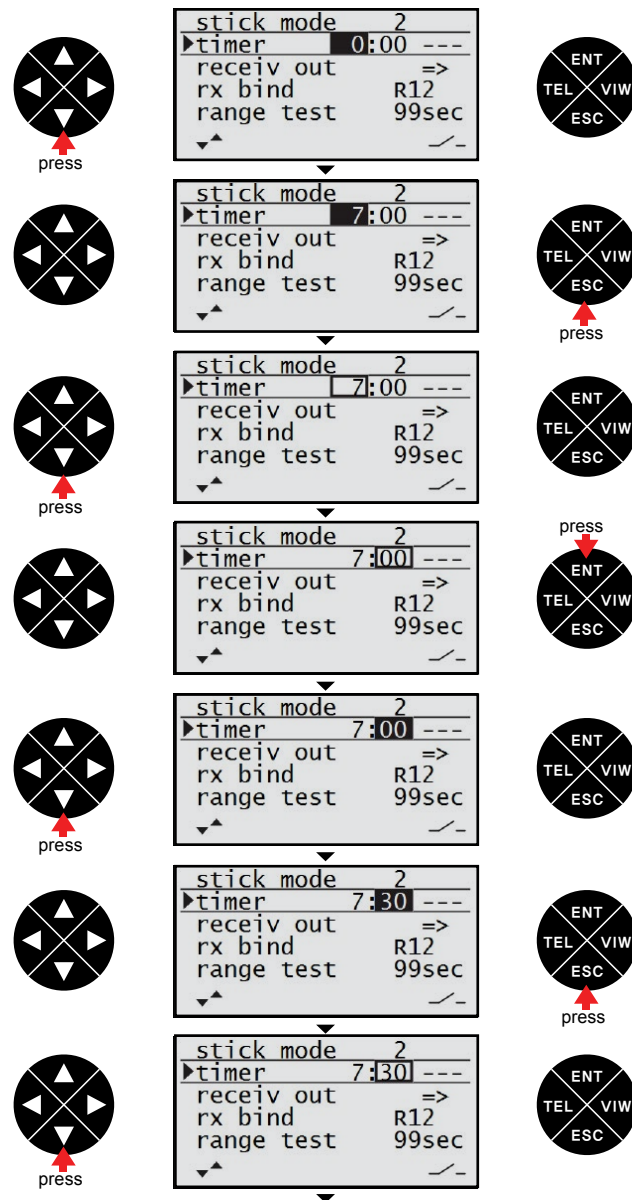 stick mode 2
timer 0:00 ---
receiv out =>
rx bind R12
range test 99sec
ENT
TEL VIW
ESC
press
stick mode 2
timer 7:00 ---
receiv out =>
rx bind R12
range test 99sec
ENT
TEL VIW
ESC
press
stick mode 2
timer 7:00 ---
receiv out =>
rx bind R12
range test 99sec
ENT
TEL VIW
ESC
press
press
stick mode 2
timer 7:00 ---
receiv out =>
rx bind R12
range test 99sec
ENT
TEL VIW
ESC
stick mode 2
timer 7:00 ---
receiv out =>
rx bind R12
range test 99sec
ENT
TEL VIW
ESC
press
stick mode 2
timer 7:30 ---
receiv out =>
rx bind R12
range test 99sec
ENT
TEL VIW
ESC
press
stick mode 2
timer 7:30 ---
receiv out =>
rx bind R12
range test 99sec
ENT
TEL VIW
ESC
press